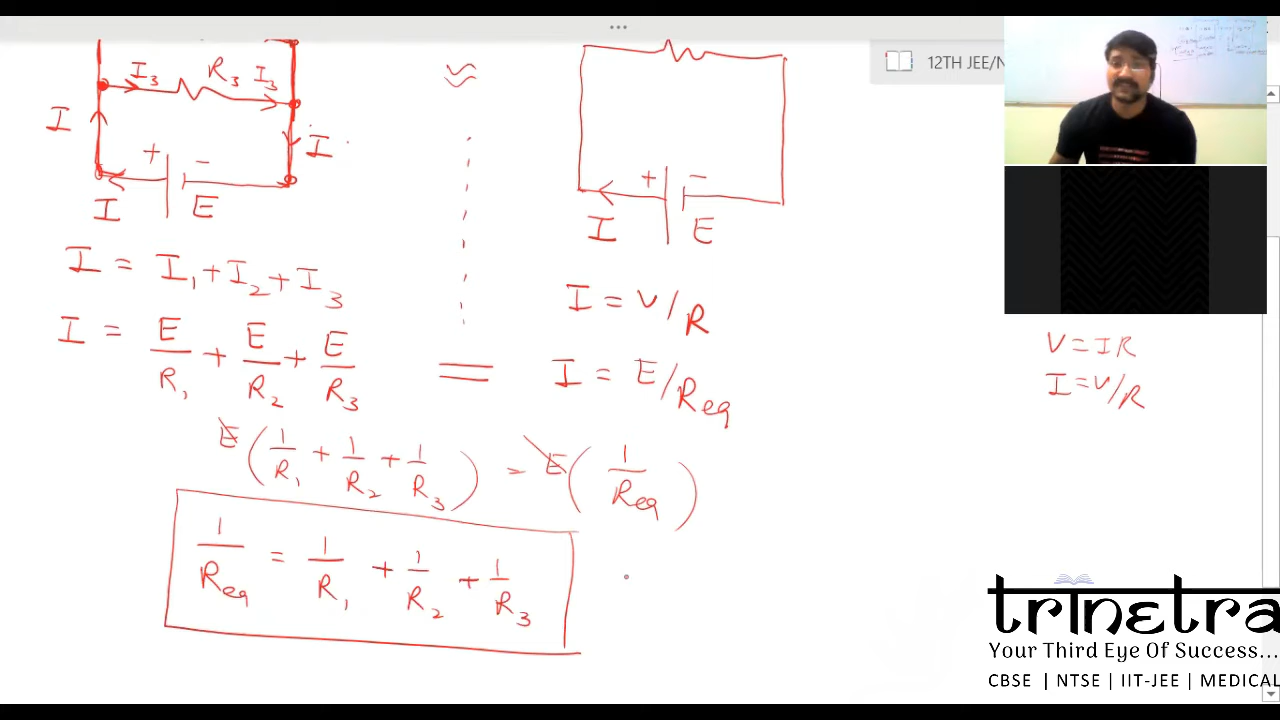 12TH JEE/N
I₃ R₃ I₃
I I
+ - + -
I E I E
I = I₁ + I₂ + I₃
I = V/R
V = IR
I = E/R₁ + E/R₂ + E/R₃ = I = E/Req
I = V/R
E(1/R₁ + 1/R₂ + 1/R₃) = E(1/Req)
1/Req = 1/R₁ + 1/R₂ + 1/R₃
trinetra
Your Third Eye Of Success...
CBSE | NTSE | IIT-JEE | MEDICAL